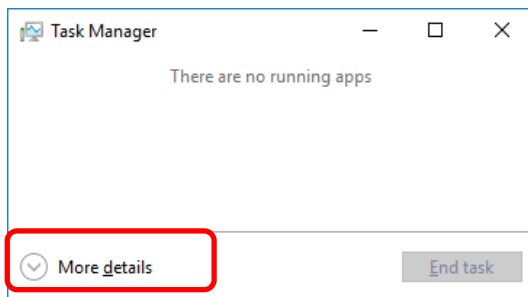 Task Manager
There are no running apps
More details
End task